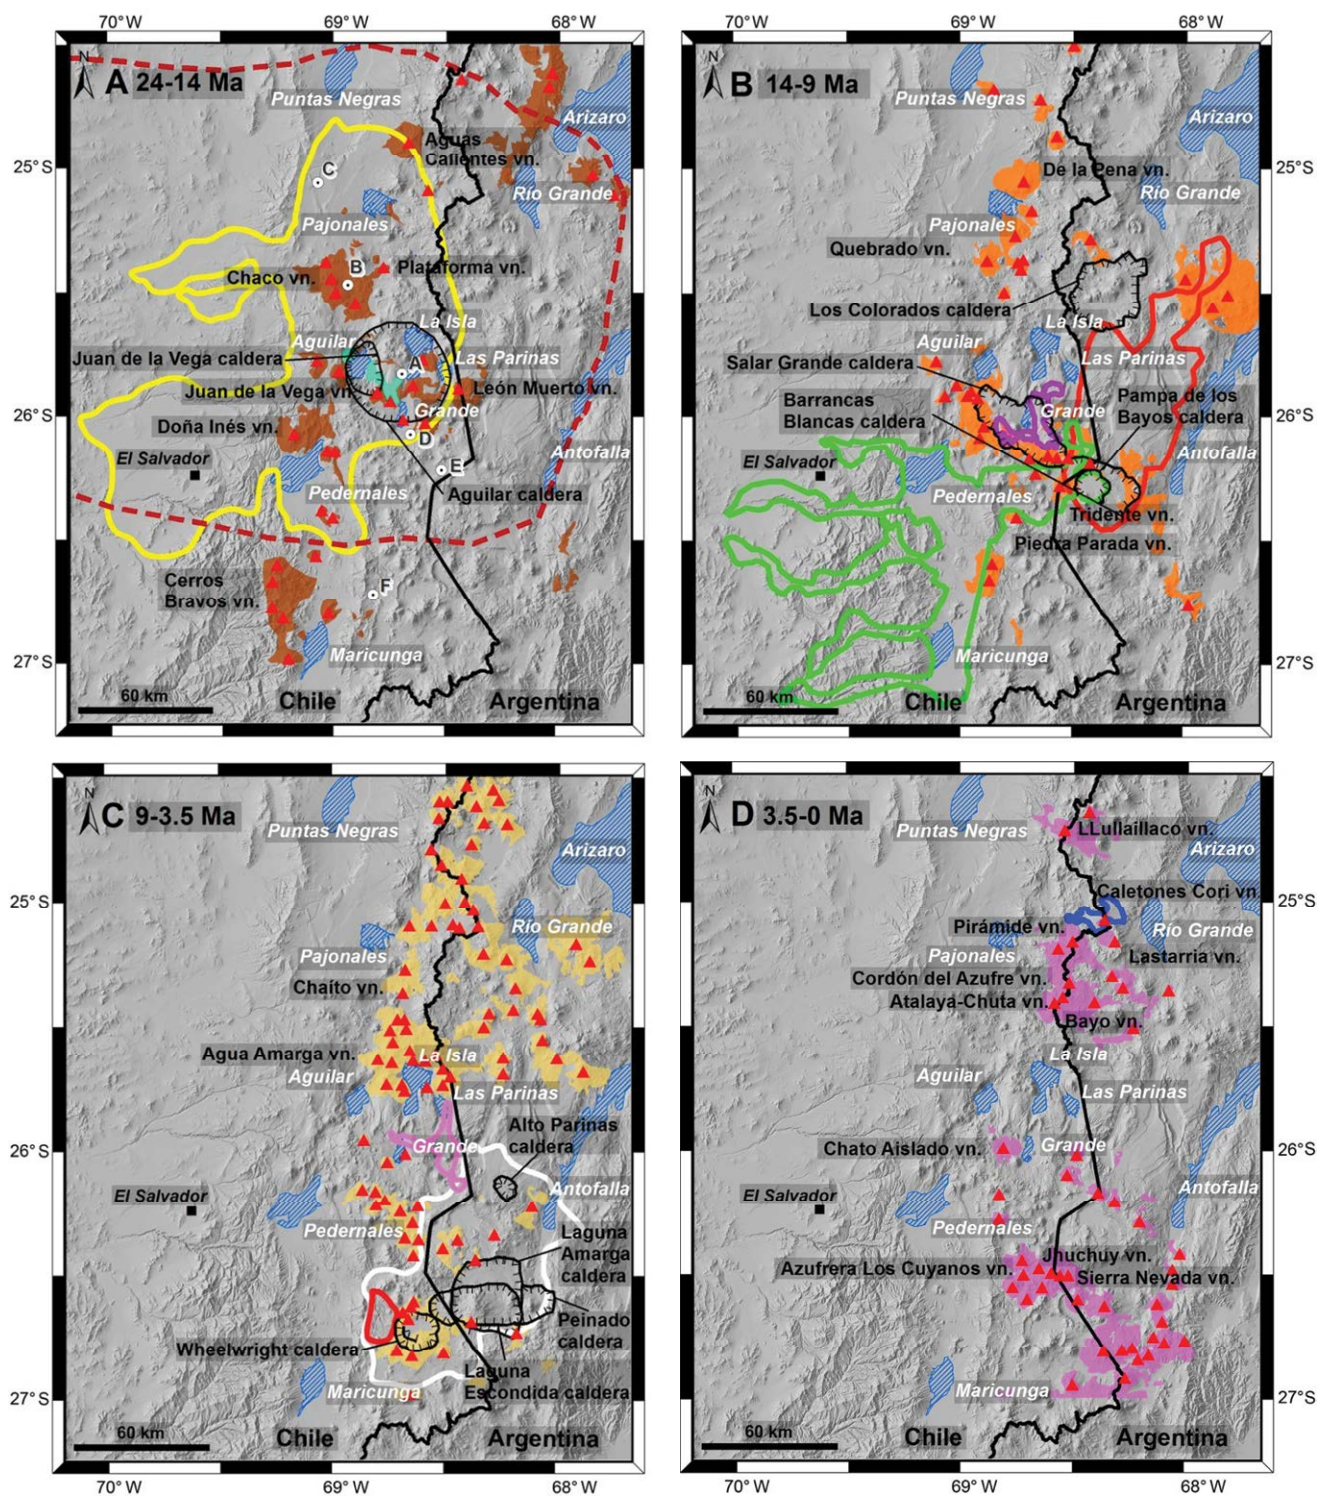 70°W
69°W
68°W
70°W
69°W
68°W
N
A 24-14 Ma
Puntas Negras
Arizaro
Aguas
Calientes vn.
25°S
C
Río Grande
Pajonales
B
Plataforma vn.
Chaco vn.
La Isla
Aguilar
Juan de la Vega caldera
Las Parinas
A
Juan de la Vega vn.
León Muerto vn.
26°S
Grande
Doña Inés vn.
D
El Salvador
E
Antofalla
Pedernales
Aguilar caldera
Cerros
Bravos vn.
F
Maricunga
27°S
60 km
Chile
Argentina
N
B 14-9 Ma
Puntas Negras
Arizaro
25°S
De la Pena vn.
Río Grande
Pajonales
Quebrado vn.
Los Colorados caldera
La Isla
Aguilar
Las Parinas
Salar Grande caldera
Barrancas
Blancas caldera
Pampa de los
Bayos caldera
26°S
Grande
El Salvador
Antofalla
Pedernales
Tridente vn.
Piedra Parada vn.
Maricunga
27°S
60 km
Chile
Argentina
N
C 9-3.5 Ma
Puntas Negras
Arizaro
25°S
Río Grande
Pajonales
Chaíto vn.
Agua Amarga vn.
La Isla
Aguilar
Las Parinas
Alto Parinas
caldera
26°S
Grande
El Salvador
Antofalla
Pedernales
Laguna
Amarga
caldera
Peinado
caldera
Wheelwright caldera
Laguna
Escondida caldera
Maricunga
27°S
60 km
Chile
Argentina
70°W
69°W
68°W
N
D 3.5-0 Ma
Puntas Negras
LLullaillaco vn.
Arizaro
Caletones Cori vn.
25°S
Pirámide vn.
Río Grande
Pajonales
Lastarria vn.
Cordón del Azufre vn.
Atalaya-Chuta vn.
Bayo vn.
La Isla
Aguilar
Las Parinas
26°S
Chato Aislado vn.
Grande
El Salvador
Antofalla
Pedernales
Jhuchuy vn.
Azufrera Los Cuyanos vn.
Sierra Nevada vn.
Maricunga
27°S
60 km
Chile
Argentina
70°W
69°W
68°W